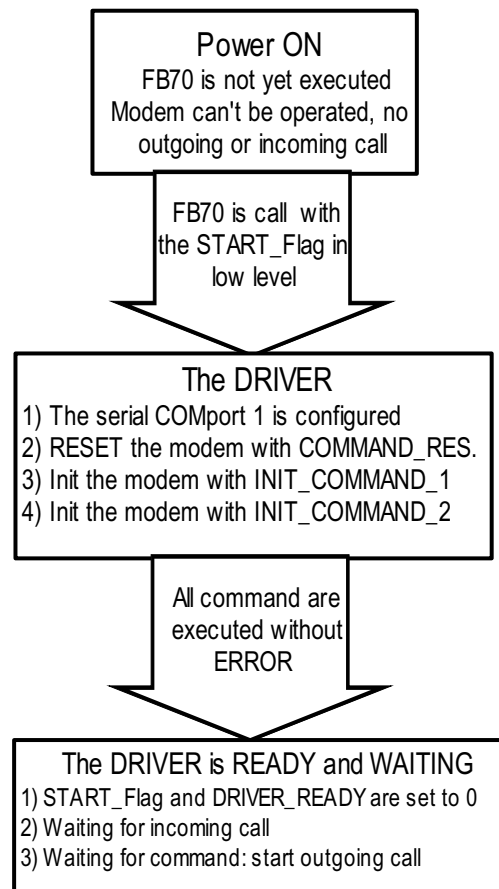 Power ON
FB70 is not yet executed
Modem can't be operated, no
outgoing or incoming call
FB70 is call with
the START_Flag in
low level
The DRIVER
1) The serial COMport 1 is configured
2) RESET the modem with COMMAND_RES.
3) Init the modem with INIT_COMMAND_1
4) Init the modem with INIT_COMMAND_2
All command are
executed without
ERROR
The DRIVER is READY and WAITING
1) START_Flag and DRIVER_READY are set to 0
2) Waiting for incoming call
3) Waiting for command: start outgoing call